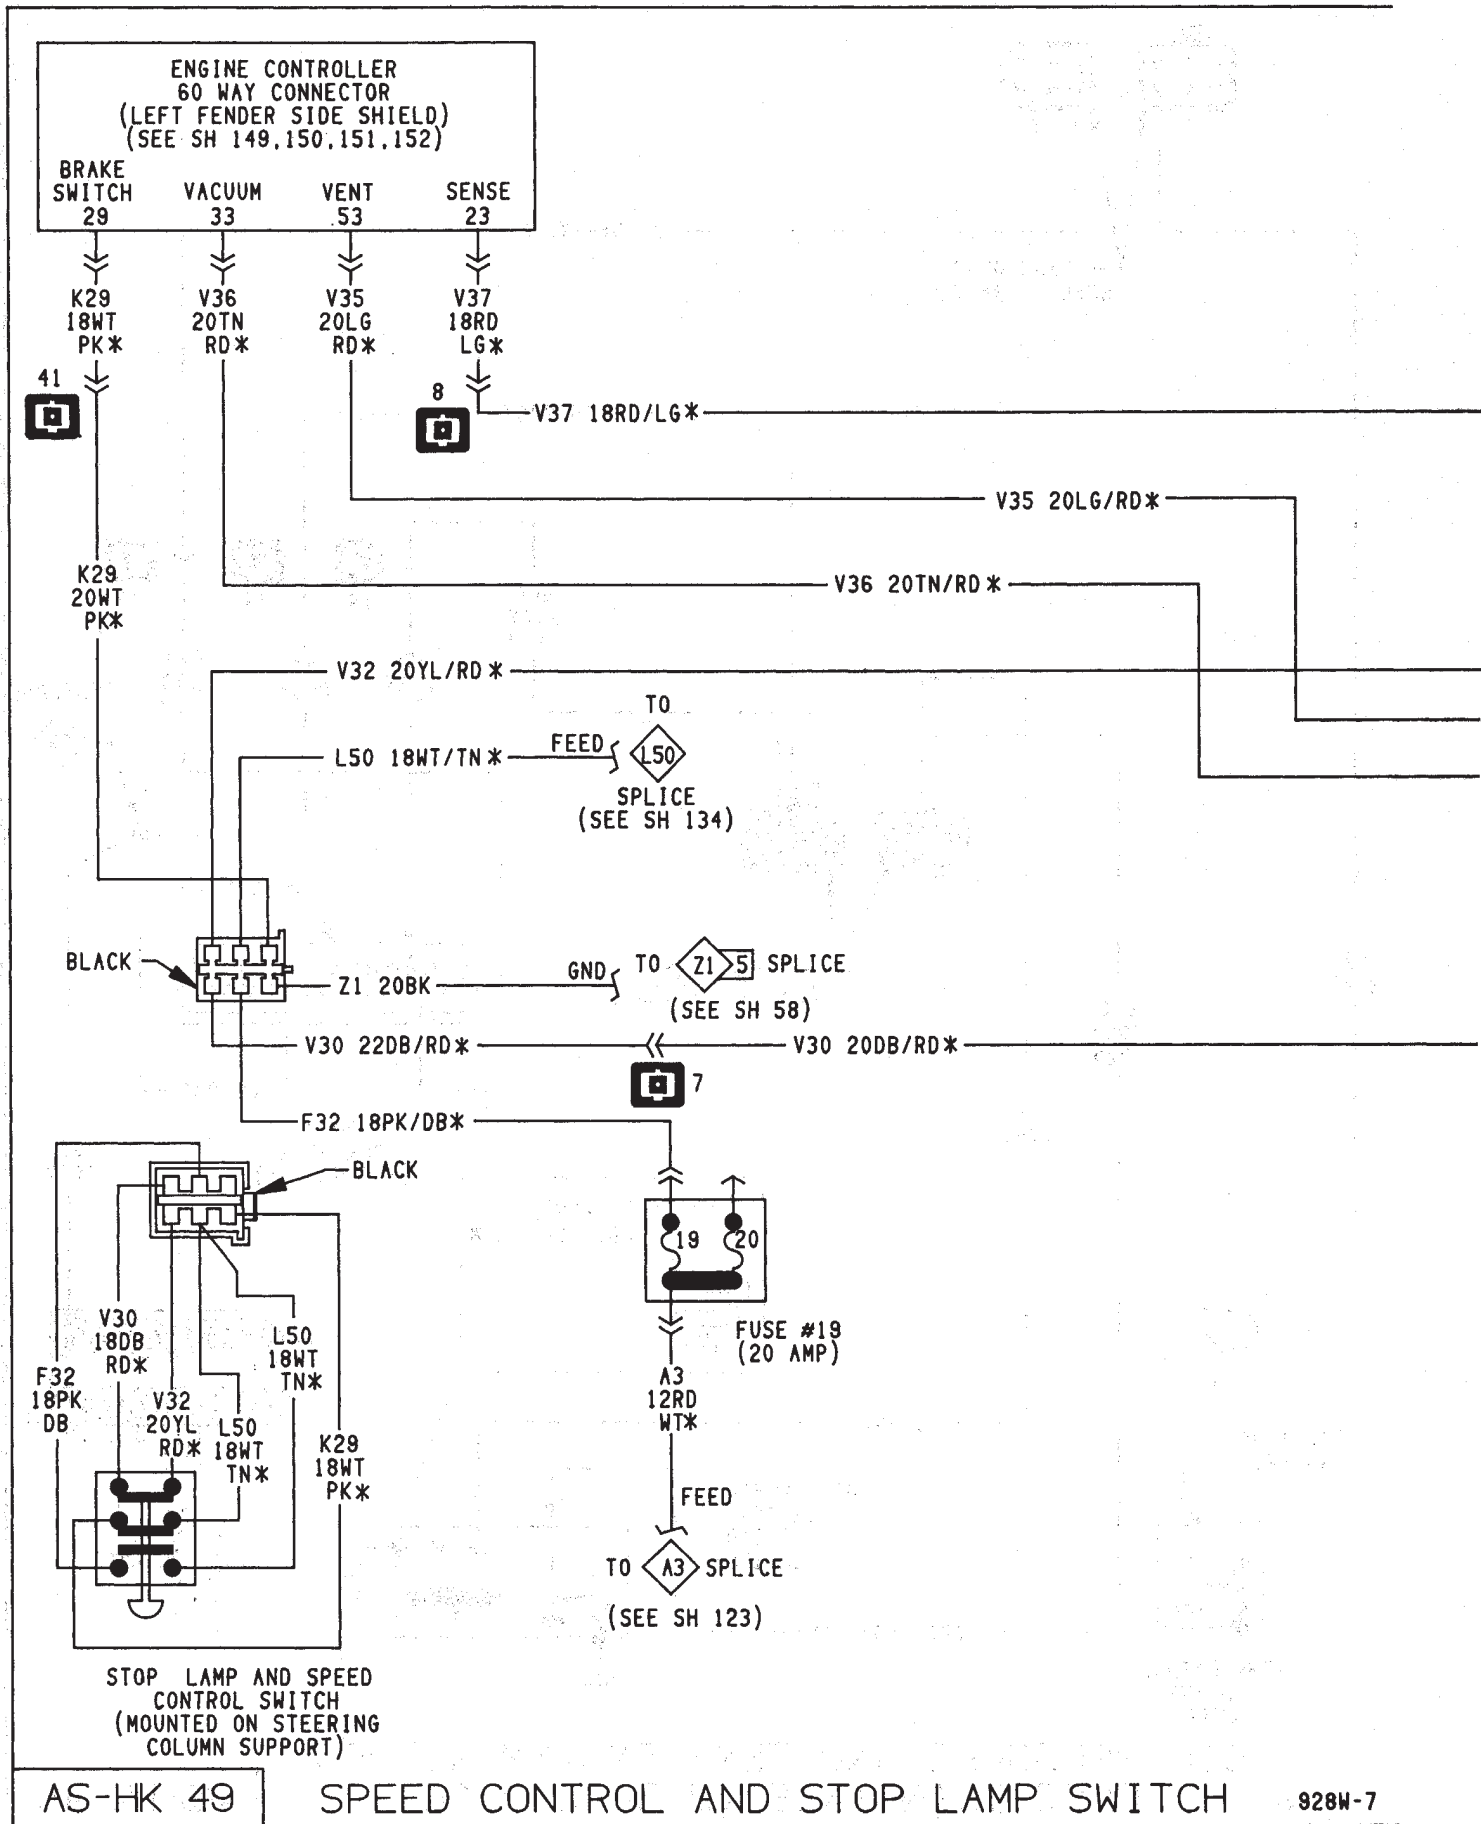 ENGINE CONTROLLER
60 WAY CONNECTOR
(LEFT FENDER SIDE SHIELD)
(SEE SH 149,150,151,152)
BRAKE
SWITCH
29
VACUUM
33
VENT
53
SENSE
23
K29
18WT
PK*
V36
20TN
RD*
V35
20LG
RD*
V37
18RD
LG*
41
8
V37 18RD/LG*
V35 20LG/RD*
K29
20WT
PK*
V36 20TN/RD*
V32 20YL/RD*
TO
L50 18WT/TN*
FEED
L50
SPLICE
(SEE SH 134)
BLACK
Z1 20BK
GND
TO Z1 5 SPLICE
(SEE SH 58)
V30 22DB/RD*
V30 20DB/RD*
7
F32 18PK/DB*
BLACK
19
20
FUSE #19
(20 AMP)
V30
18DB
RD*
L50
18WT
TN*
F32
18PK
DB
V32
20YL
RD*
L50
18WT
TN*
K29
18WT
PK*
A3
12RD
WT*
FEED
TO A3 SPLICE
(SEE SH 123)
STOP LAMP AND SPEED
CONTROL SWITCH
(MOUNTED ON STEERING
COLUMN SUPPORT)
AS-HK 49
SPEED CONTROL AND STOP LAMP SWITCH
928W-7